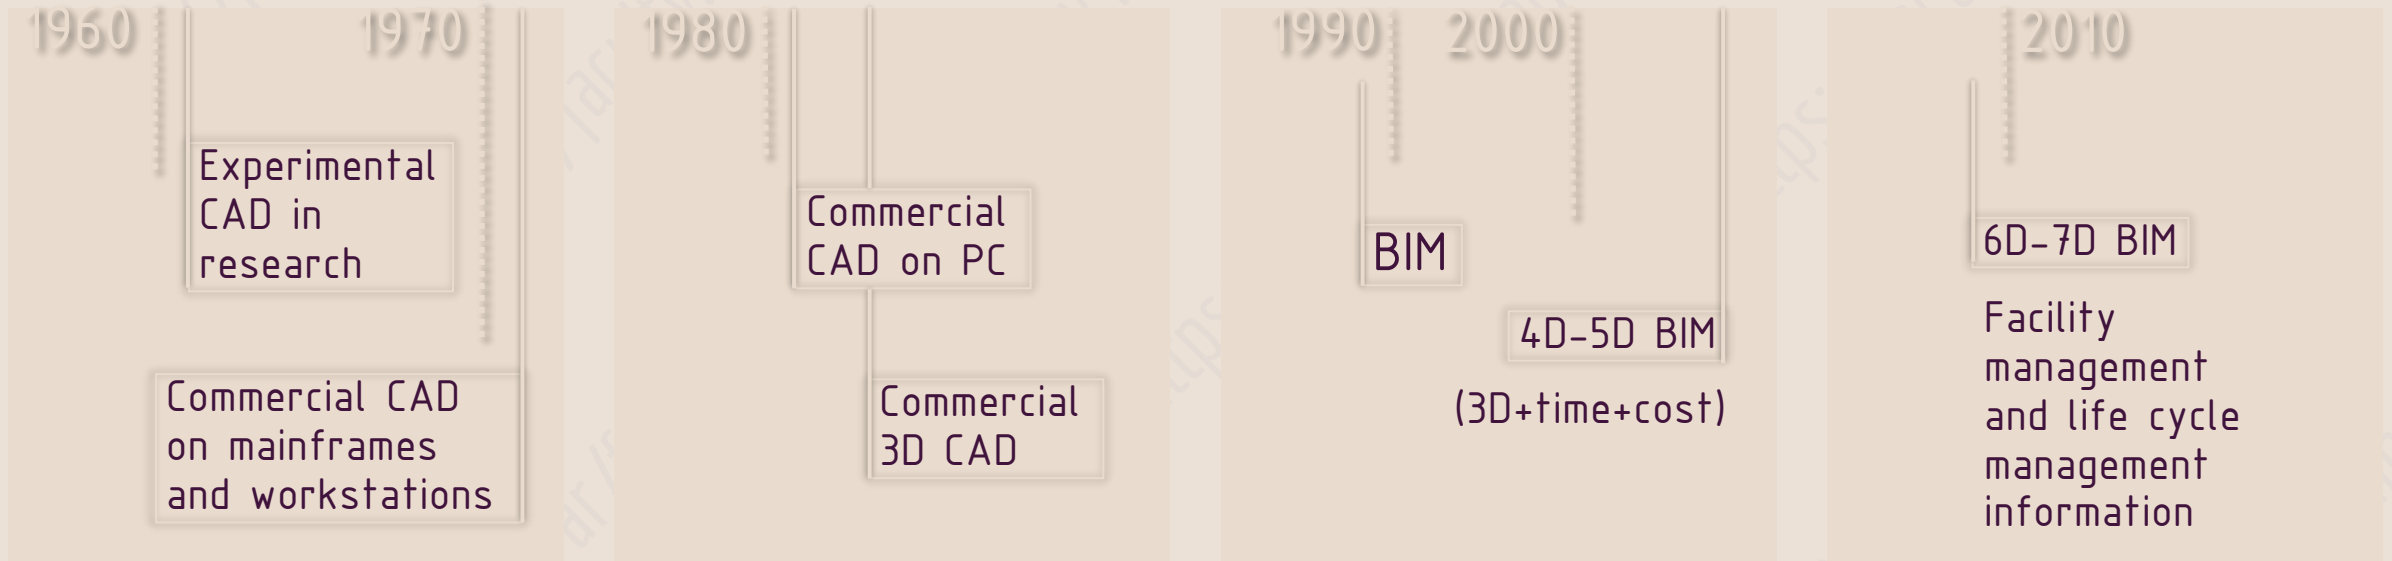 1960
1970
Experimental
CAD in
research
Commercial CAD
on mainframes
and workstations
1980
Commercial
CAD on PC
Commercial
3D CAD
1990
2000
BIM
4D-5D BIM
(3D+time+cost)
2010
6D-7D BIM
Facility
management
and life cycle
management
information